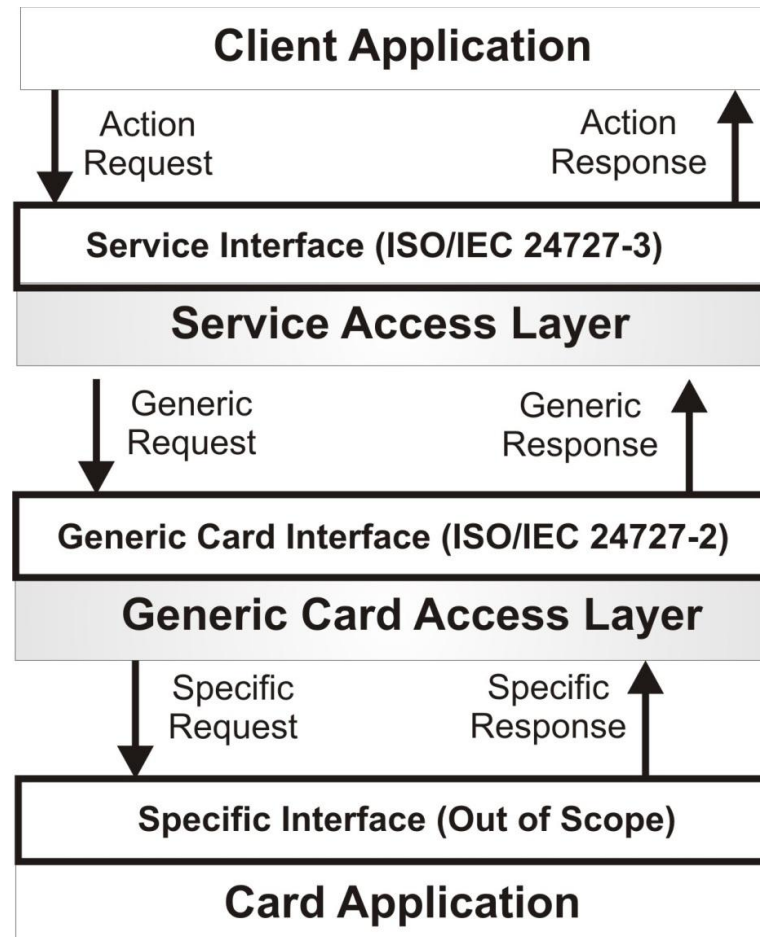 Client Application
Action
Request
Action
Response
Service Interface (ISO/IEC 24727-3)
Service Access Layer
Generic
Request
Generic
Response
Generic Card Interface (ISO/IEC 24727-2)
Generic Card Access Layer
Specific
Request
Specific
Response
Specific Interface (Out of Scope)
Card Application